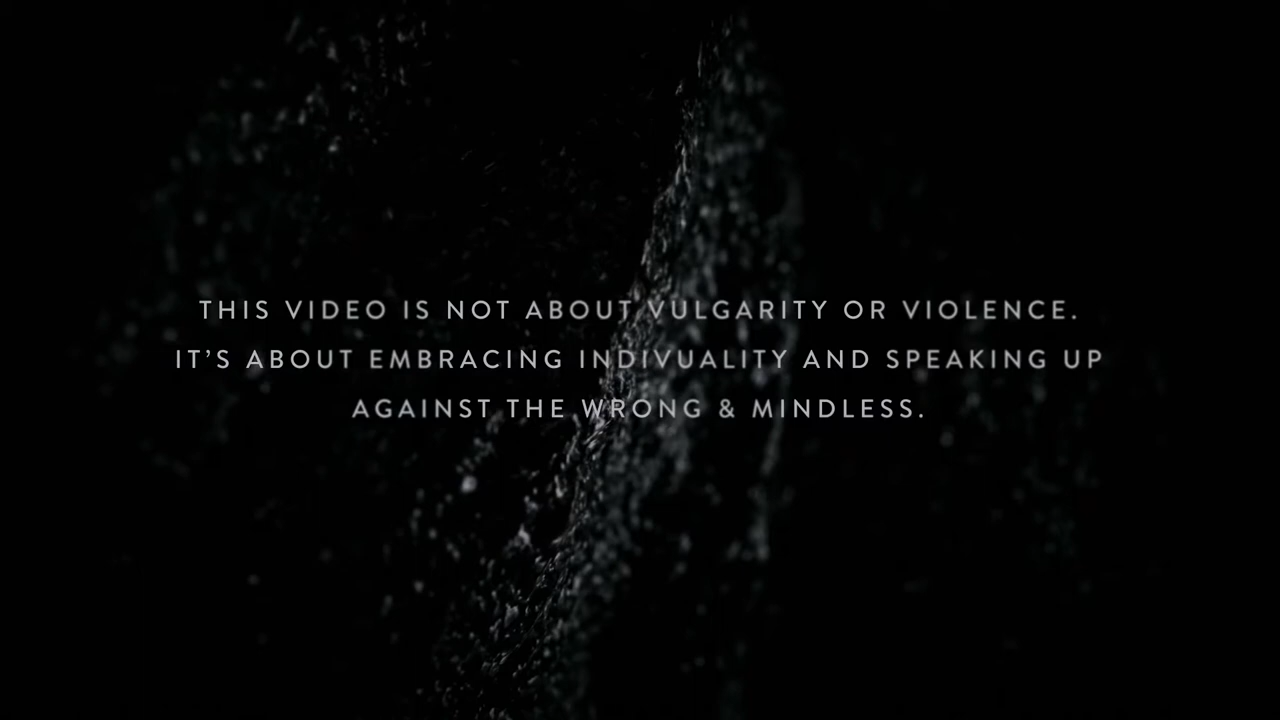 THIS VIDEO IS NOT ABOUT VULGARITY OR VIOLENCE.
IT’S ABOUT EMBRACING INDIVUALITY AND SPEAKING UP
AGAINST THE WRONG & MINDLESS.